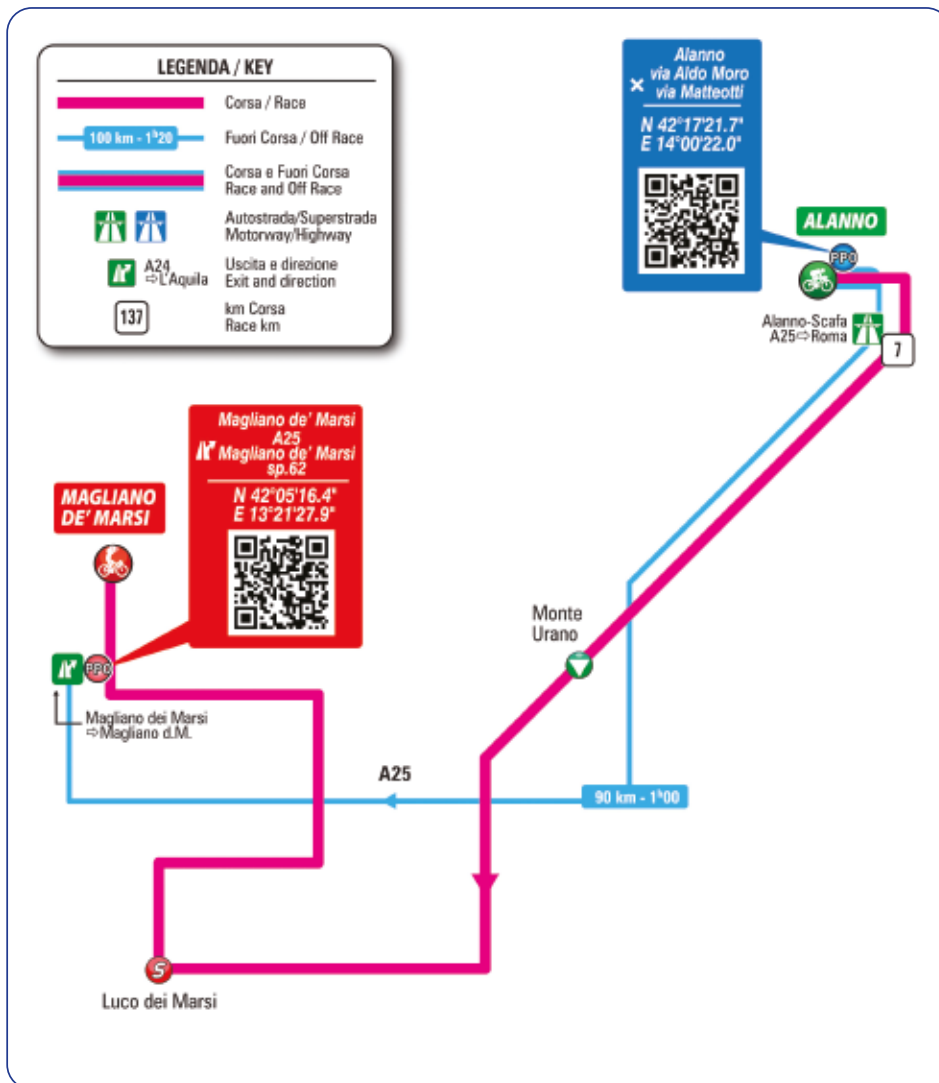 LEGENDA / KEY
Corsa / Race
100 km - 1ʰ20
Fuori Corsa / Off Race
Corsa e Fuori Corsa
Race and Off Race
Autostrada/Superstrada
Motorway/Highway
A24
⇨L'Aquila
Uscita e direzione
Exit and direction
137
km Corsa
Race km
Alanno
via Aldo Moro
via Matteotti
N 42°17'21.7"
E 14°00'22.0"
ALANNO
PPO
Alanno-Scafa
A25⇨Roma
7
Magliano de' Marsi
A25
Magliano de' Marsi
sp.62
N 42°05'16.4"
E 13°21'27.9"
MAGLIANO
DE' MARSI
Monte
Urano
PPO
Magliano dei Marsi
⇨Magliano d.M.
A25
90 km - 1ʰ00
S
Luco dei Marsi